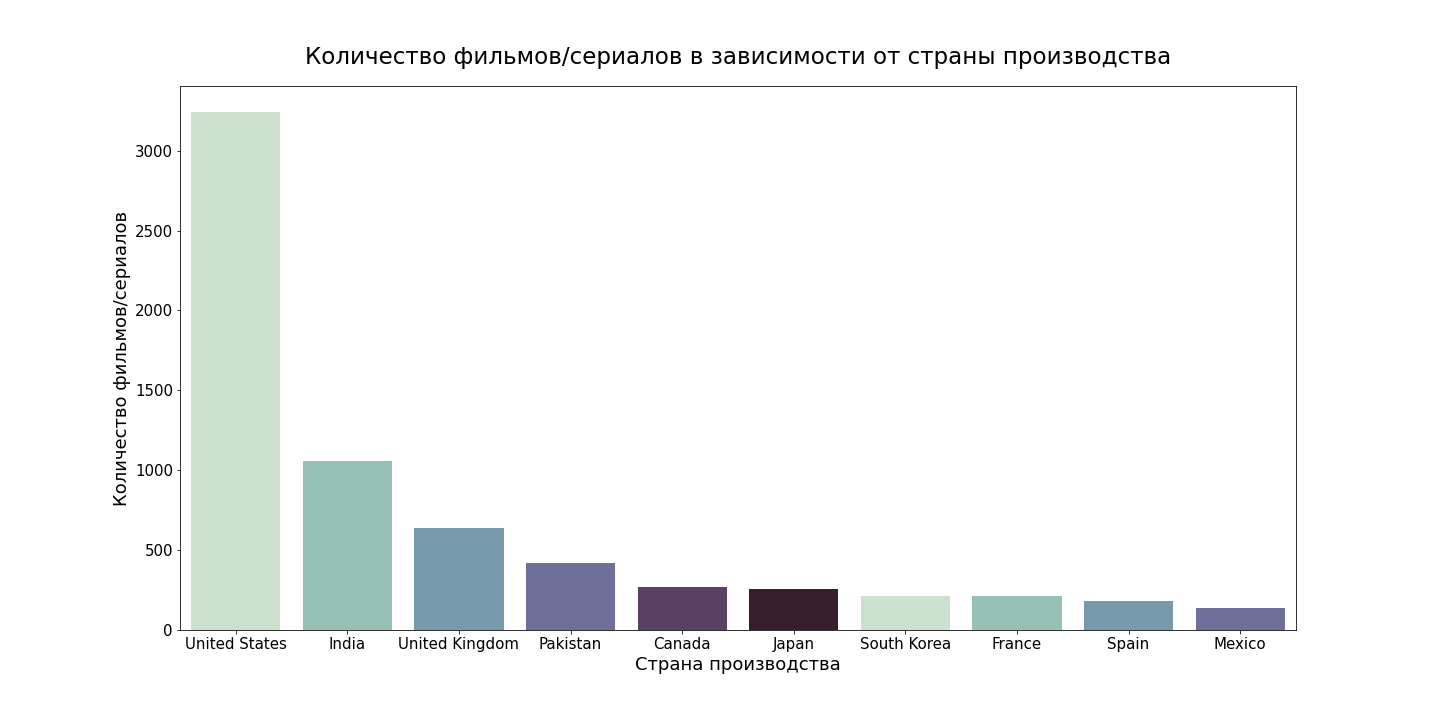 Количество фильмов/сериалов в зависимости от страны производства
Количество фильмов/сериалов
3000
2500
2000
1500
1000
500
0
United States India United Kingdom Pakistan Canada Japan South Korea France Spain Mexico
Страна производства